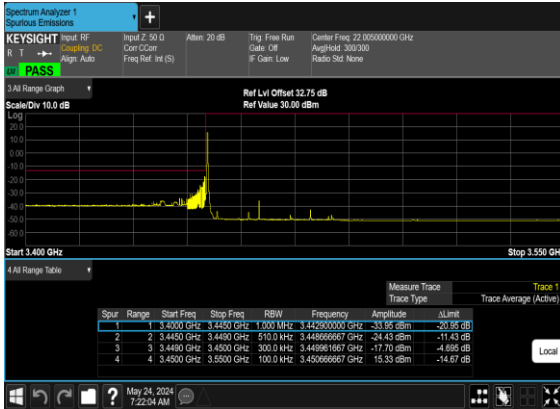 Spectrum Analyzer 1
Spurious Emissions
+
KEYSIGHT Input: RF Input Z: 50 Ω Atten: 20 dB Trig: Free Run Center Freq: 22.005000000 GHz
R T Coupling: DC Corr CCorr Gate: Off Avg|Hold: 300/300
Align: Auto Freq Ref: Int (S) IF Gain: Low Radio Std: None
PASS
3 All Range Graph
Ref Lvl Offset 32.75 dB
Scale/Div 10.0 dB Ref Value 30.00 dBm
Log
20.0
10.0
0.00
-10.0
-20.0
-30.0
-40.0
-50.0
-60.0
Start 3.400 GHz Stop 3.550 GH
4 All Range Table
Measure Trace Trace 1
Trace Type Trace Average (Active)
Spur Range Start Freq Stop Freq RBW Frequency Amplitude ΔLimit
1 1 3.4000 GHz 3.4450 GHz 1.000 MHz 3.442900000 GHz -33.95 dBm -20.95 dB
2 2 3.4450 GHz 3.4490 GHz 510.0 kHz 3.448666667 GHz -24.43 dBm -11.43 dB
3 3 3.4490 GHz 3.4500 GHz 300.0 kHz 3.449961667 GHz -17.70 dBm -4.695 dB
4 4 3.4500 GHz 3.5500 GHz 100.0 kHz 3.450666667 GHz 15.33 dBm -14.67 dB
Local
?
May 24, 2024
7:22:04 AM